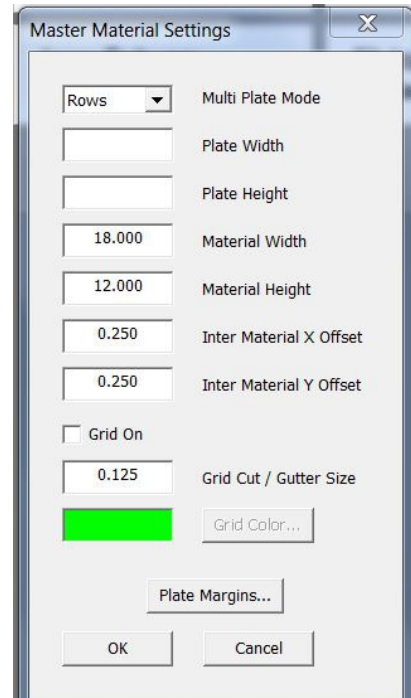 Master Material Settings
X
Rows Multi Plate Mode
Plate Width
Plate Height
18.000 Material Width
12.000 Material Height
0.250 Inter Material X Offset
0.250 Inter Material Y Offset
Grid On
0.125 Grid Cut / Gutter Size
Grid Color...
Plate Margins...
OK Cancel